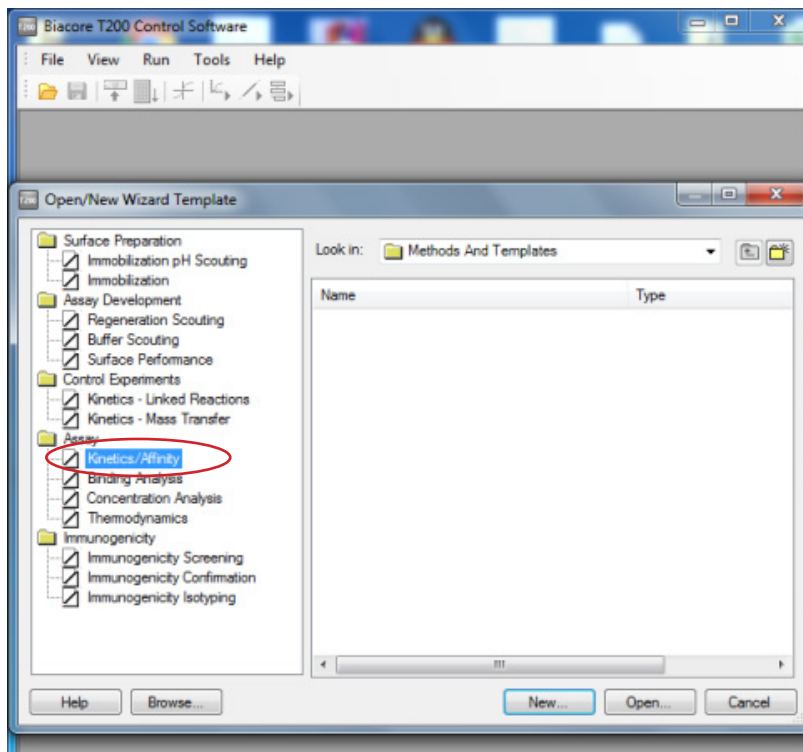 Biacore T200 Control Software
File View Run Tools Help
Open/New Wizard Template
Surface Preparation
Immobilization pH Scouting
Immobilization
Assay Development
Regeneration Scouting
Buffer Scouting
Surface Performance
Control Experiments
Kinetics - Linked Reactions
Kinetics - Mass Transfer
Assay
Kinetics/Affinity
Binding Analysis
Concentration Analysis
Thermodynamics
Immunogenicity
Immunogenicity Screening
Immunogenicity Confirmation
Immunogenicity Isotyping
Look in: Methods And Templates
Name Type
Help Browse... New... Open... Cancel